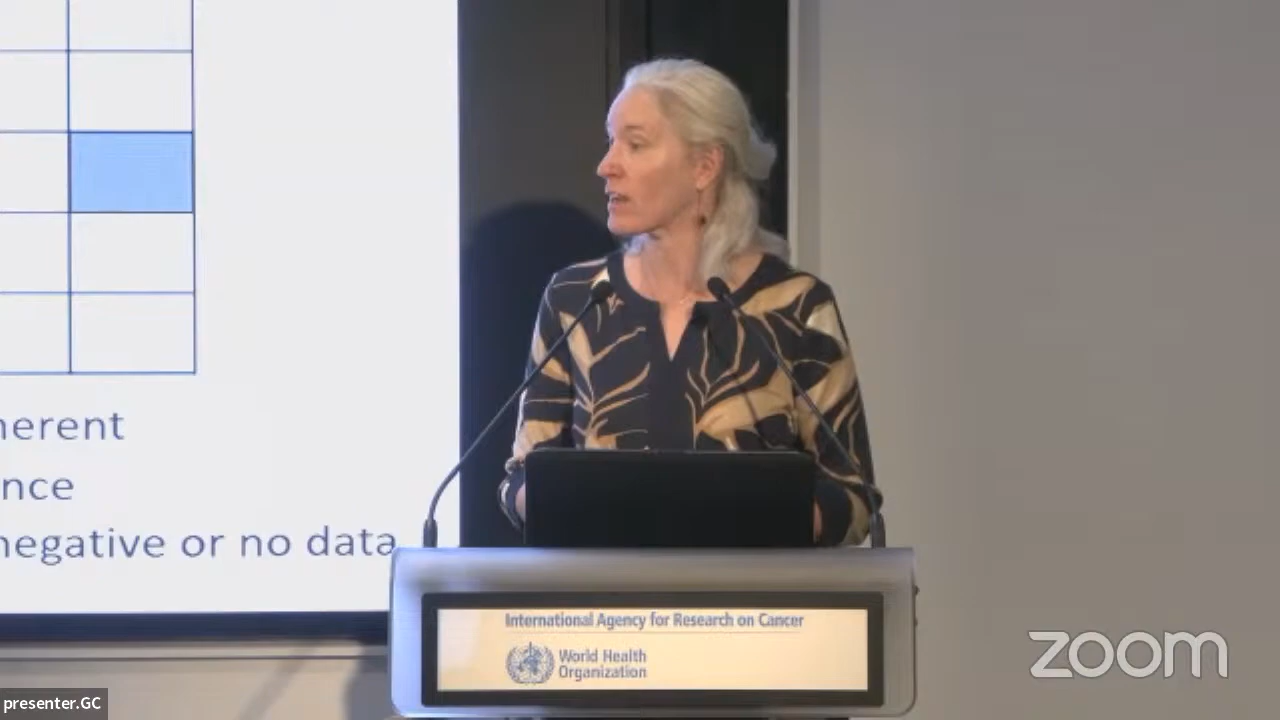 herent
nce
negative or no data
International Agency for Research on Cancer
World Health
Organization
zoom
presenter.GC